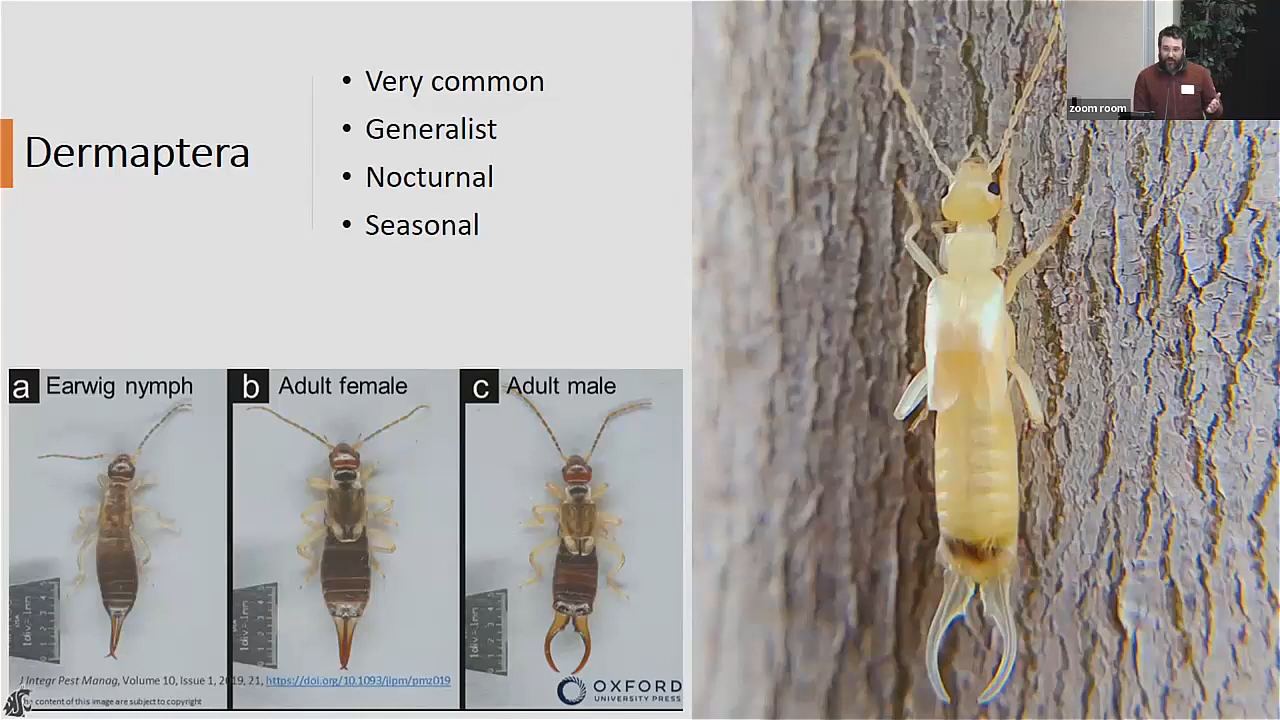 Dermaptera
• Very common
• Generalist
• Nocturnal
• Seasonal
zoom room
a Earwig nymph
b Adult female
c Adult male
J Integr Pest Manag, Volume 10, Issue 1, 2019, 21, https://doi.org/10.1093/jipm/pmz019
content of this image are subject to copyright
OXFORD
UNIVERSITY PRESS